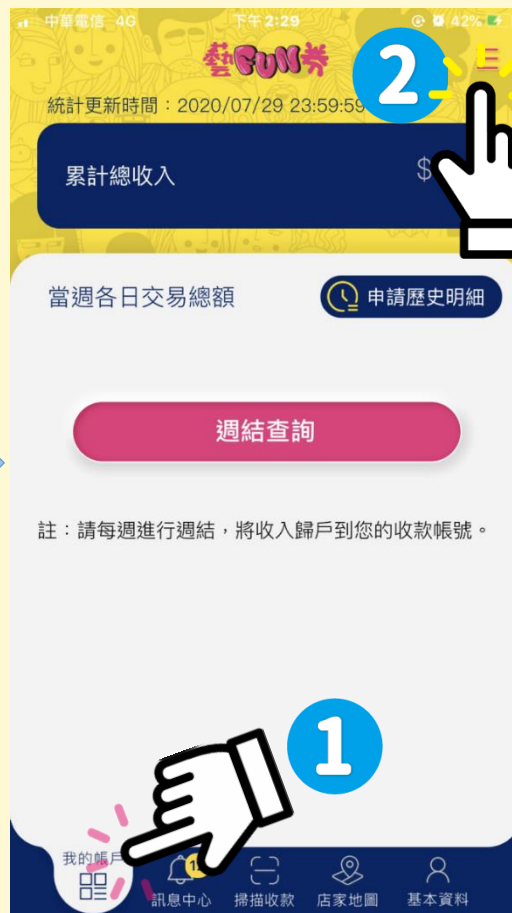 中華電信 4G 下午2:29 42%
藝FUN券
2
統計更新時間：2020/07/29 23:59:59
累計總收入 $
當週各日交易總額 申請歷史明細
週結查詢
註：請每週進行週結，將收入歸戶到您的收款帳號。
1
我的帳戶
訊息中心 掃描收款 店家地圖 基本資料